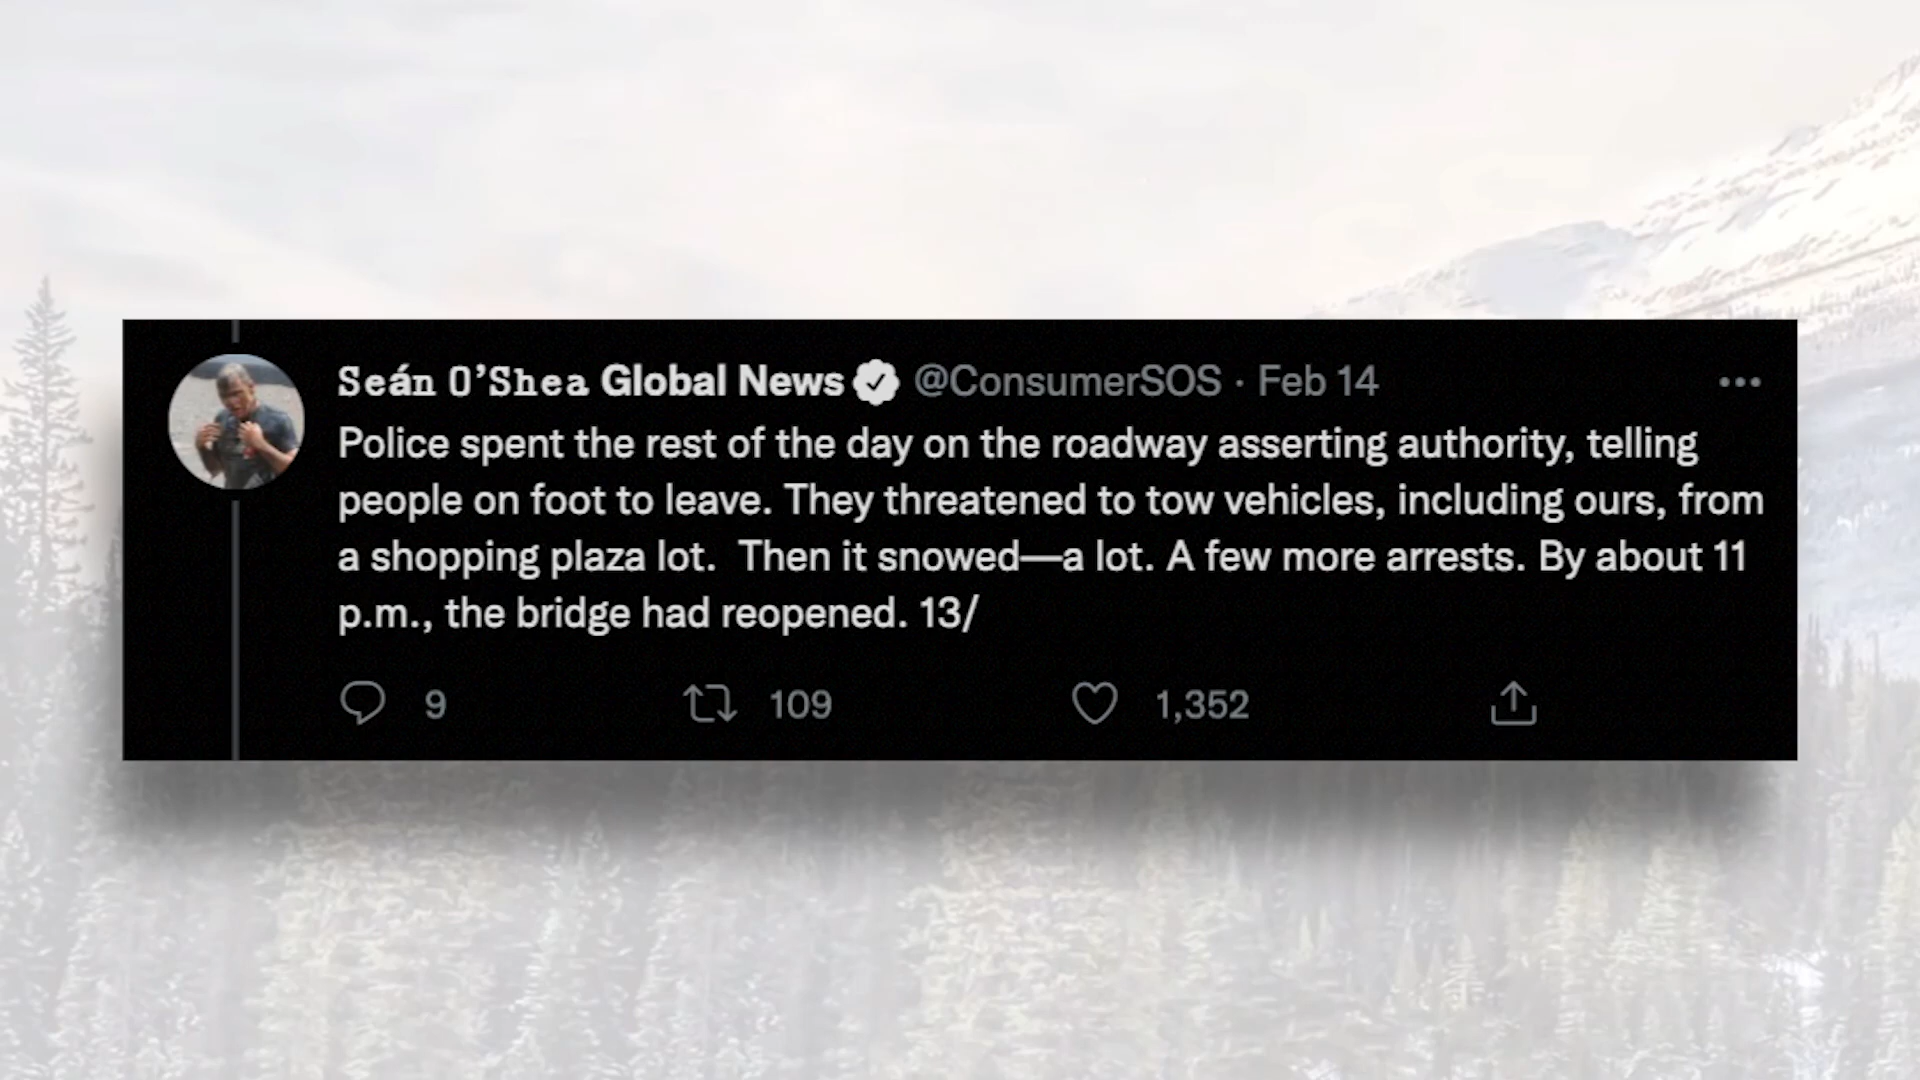 Seán O’Shea Global News @ConsumerSOS · Feb 14
Police spent the rest of the day on the roadway asserting authority, telling
people on foot to leave. They threatened to tow vehicles, including ours, from
a shopping plaza lot.  Then it snowed—a lot. A few more arrests. By about 11
p.m., the bridge had reopened. 13/
9 109 1,352